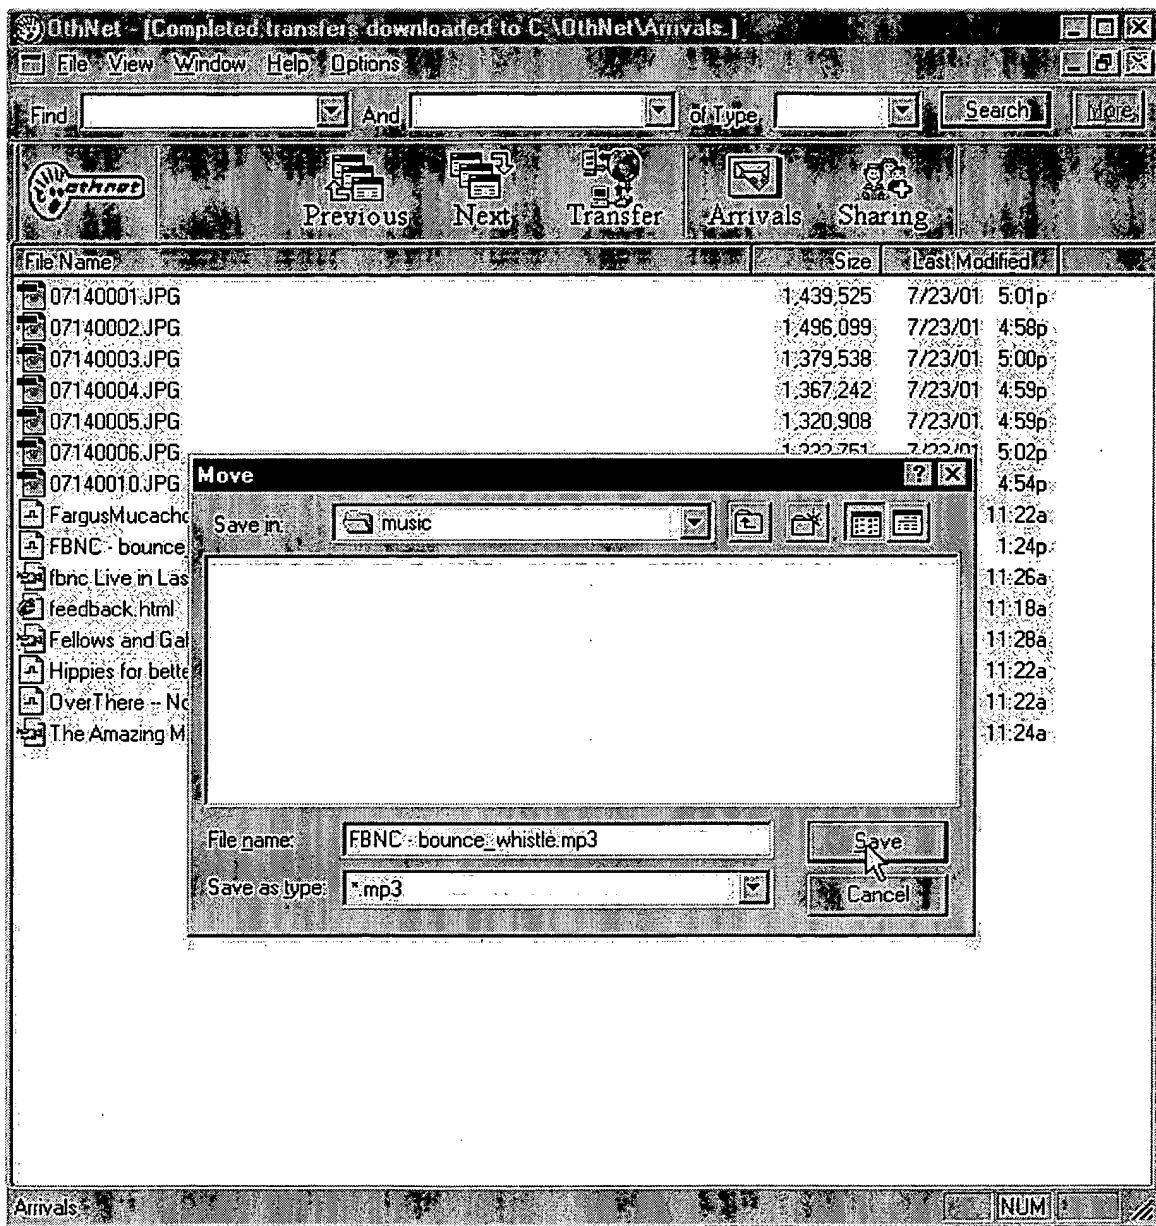 OthNet - [Completed transfers downloaded to C:\OthNet\Arrivals.]
File View Window Help Options
Find And of Type Search More
othnet Previous Next Transfer Arrivals Sharing
File Name Size Last Modified
07140001.JPG 1,439,525 7/23/01 5:01p
07140002.JPG 1,496,099 7/23/01 4:58p
07140003.JPG 1,379,538 7/23/01 5:00p
07140004.JPG 1,367,242 7/23/01 4:59p
07140005.JPG 1,320,908 7/23/01 4:59p
07140006.JPG 7/23/01 5:02p
07140010.JPG 4:54p
FargusMucacho 11:22a
FBNC - bounce 1:24p
fbnc Live in Las 11:26a
feedback.html 11:18a
Fellows and Gal 11:28a
Hippies for bette 11:22a
OverThere -- No 11:22a
The Amazing M 11:24a
Move
Save in: music
File name: FBNC - bounce_whistle.mp3 Save
Save as type: *.mp3 Cancel
Arrivals NUM